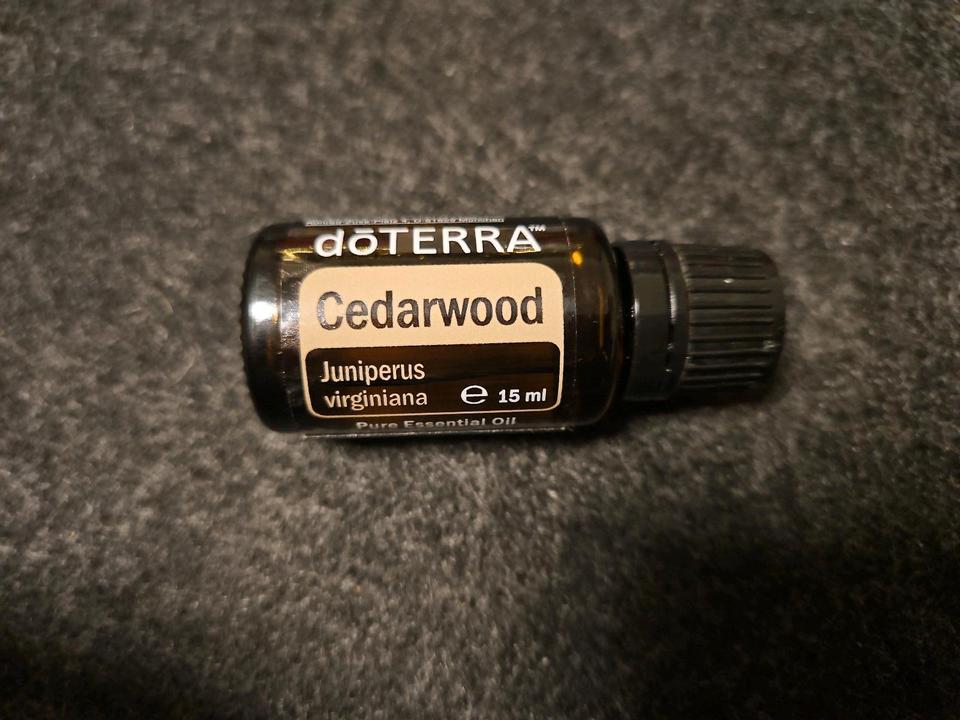 dōTERRA™
Cedarwood
Juniperus
virginiana ℮ 15 ml
Pure Essential Oil